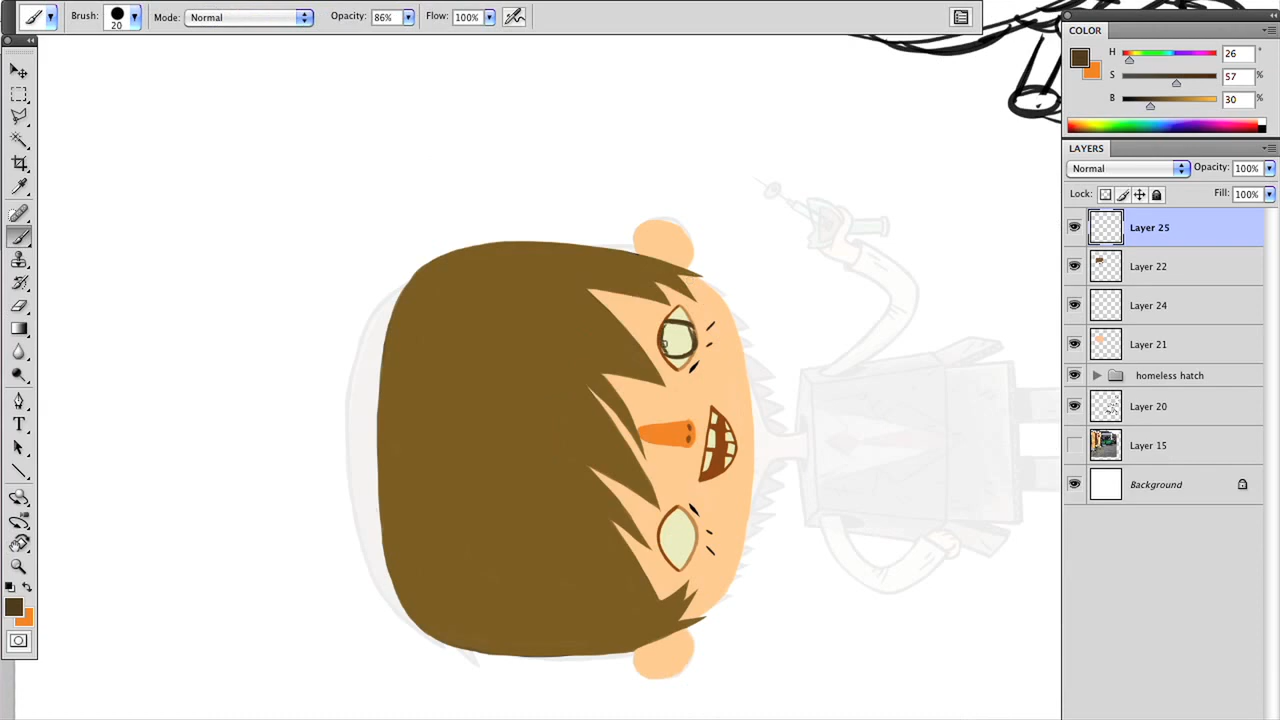 Brush: 20 Mode: Normal Opacity: 86% Flow: 100%
COLOR
H 26 °
S 57 %
B 30 %
LAYERS
Normal Opacity: 100%
Lock: Fill: 100%
Layer 25
Layer 22
Layer 24
Layer 21
homeless hatch
Layer 20
Layer 15
Background